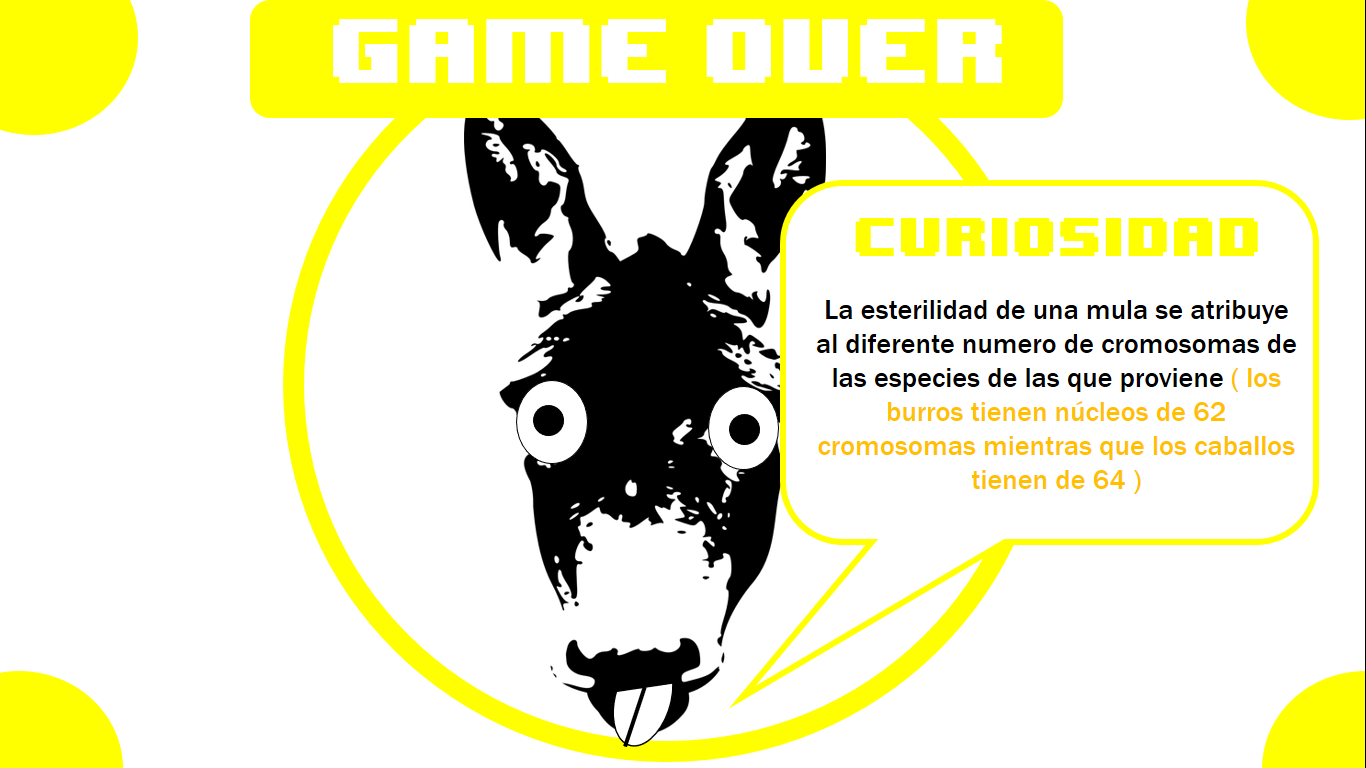 GAME OVER
CURIOSIDAD
La esterilidad de una mula se atribuye
al diferente numero de cromosomas de
las especies de las que proviene ( los
burros tienen núcleos de 62
cromosomas mientras que los caballos
tienen de 64 )